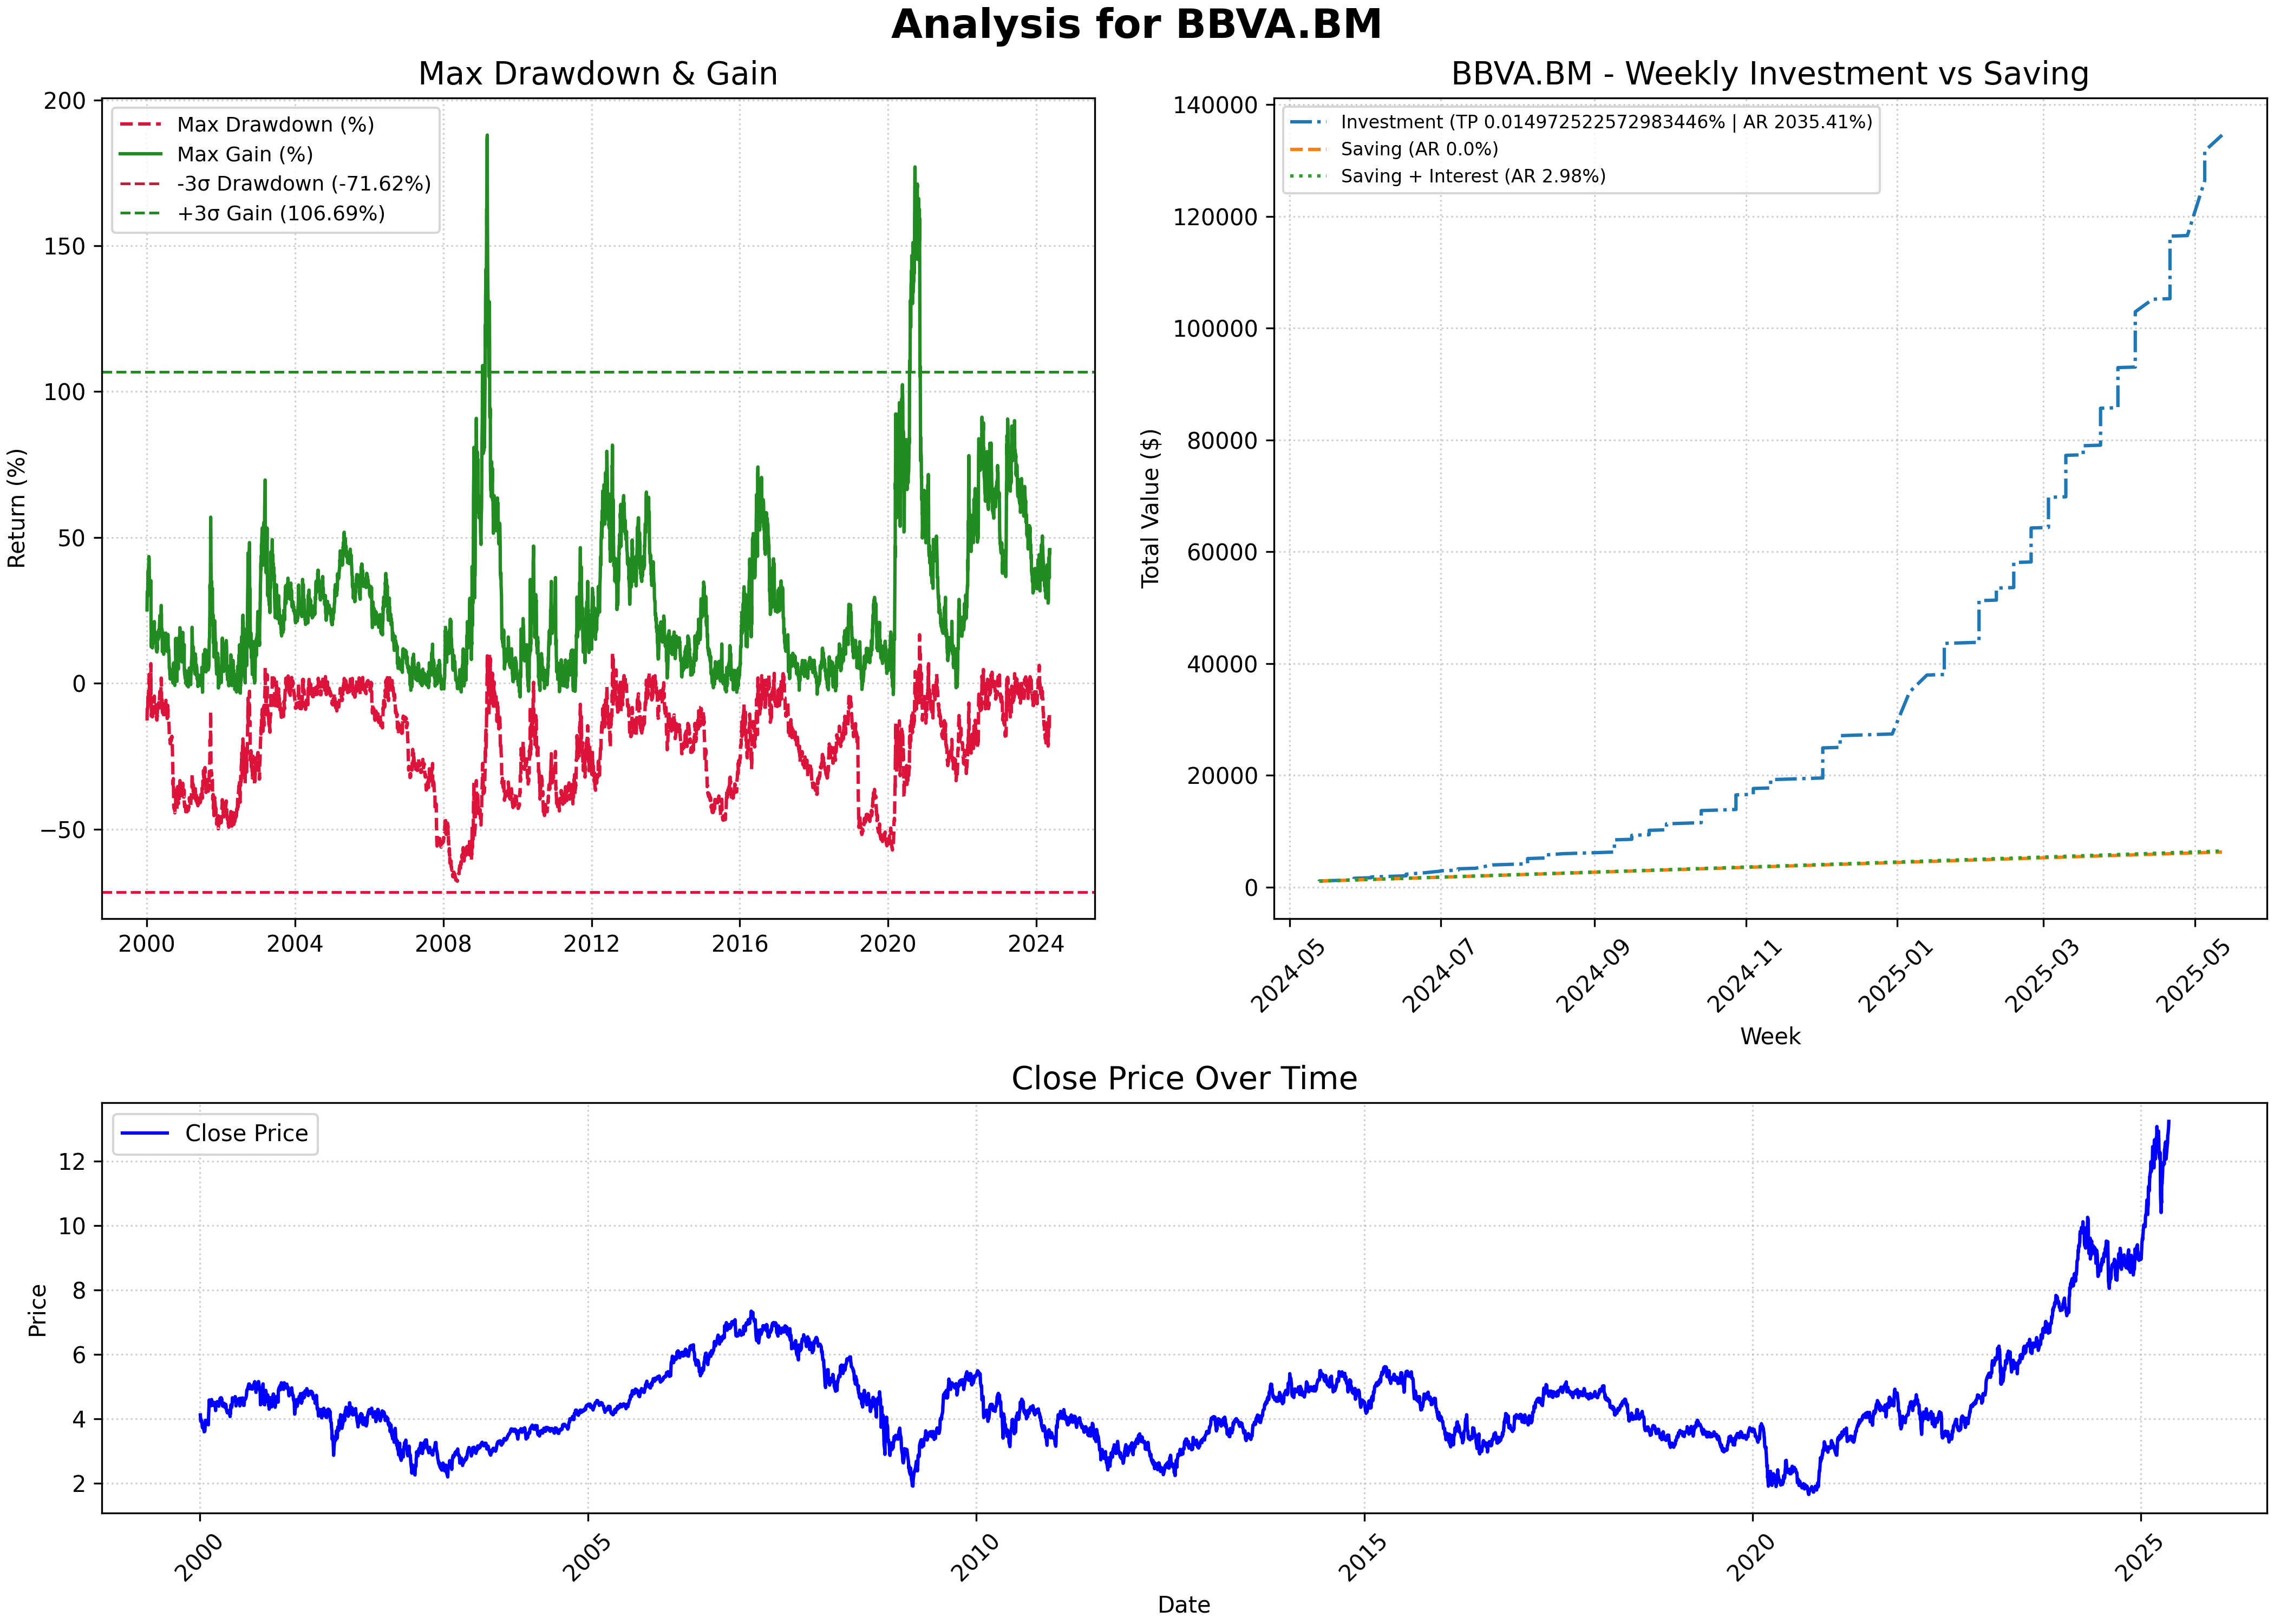 Analysis for BBVA.BM
Max Drawdown & Gain
Return (%)
200
150
100
50
0
−50
Max Drawdown (%)
Max Gain (%)
-3σ Drawdown (-71.62%)
+3σ Gain (106.69%)
2000 2004 2008 2012 2016 2020 2024
BBVA.BM - Weekly Investment vs Saving
Total Value ($)
140000
120000
100000
80000
60000
40000
20000
0
Investment (TP 0.014972522572983446% | AR 2035.41%)
Saving (AR 0.0%)
Saving + Interest (AR 2.98%)
2024-05 2024-07 2024-09 2024-11 2025-01 2025-03 2025-05
Week
Close Price Over Time
Price
12
10
8
6
4
2
Close Price
2000 2005 2010 2015 2020 2025
Date